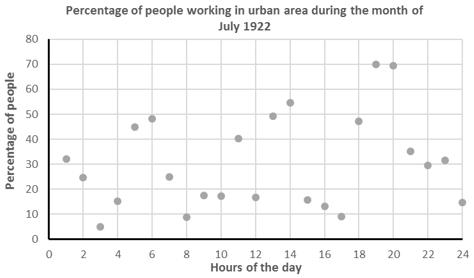 Percentage of people working in urban area during the month of
July 1922
80
70
60
50
40
30
20
10
0
Percentage of people
0 2 4 6 8 10 12 14 16 18 20 22 24
Hours of the day